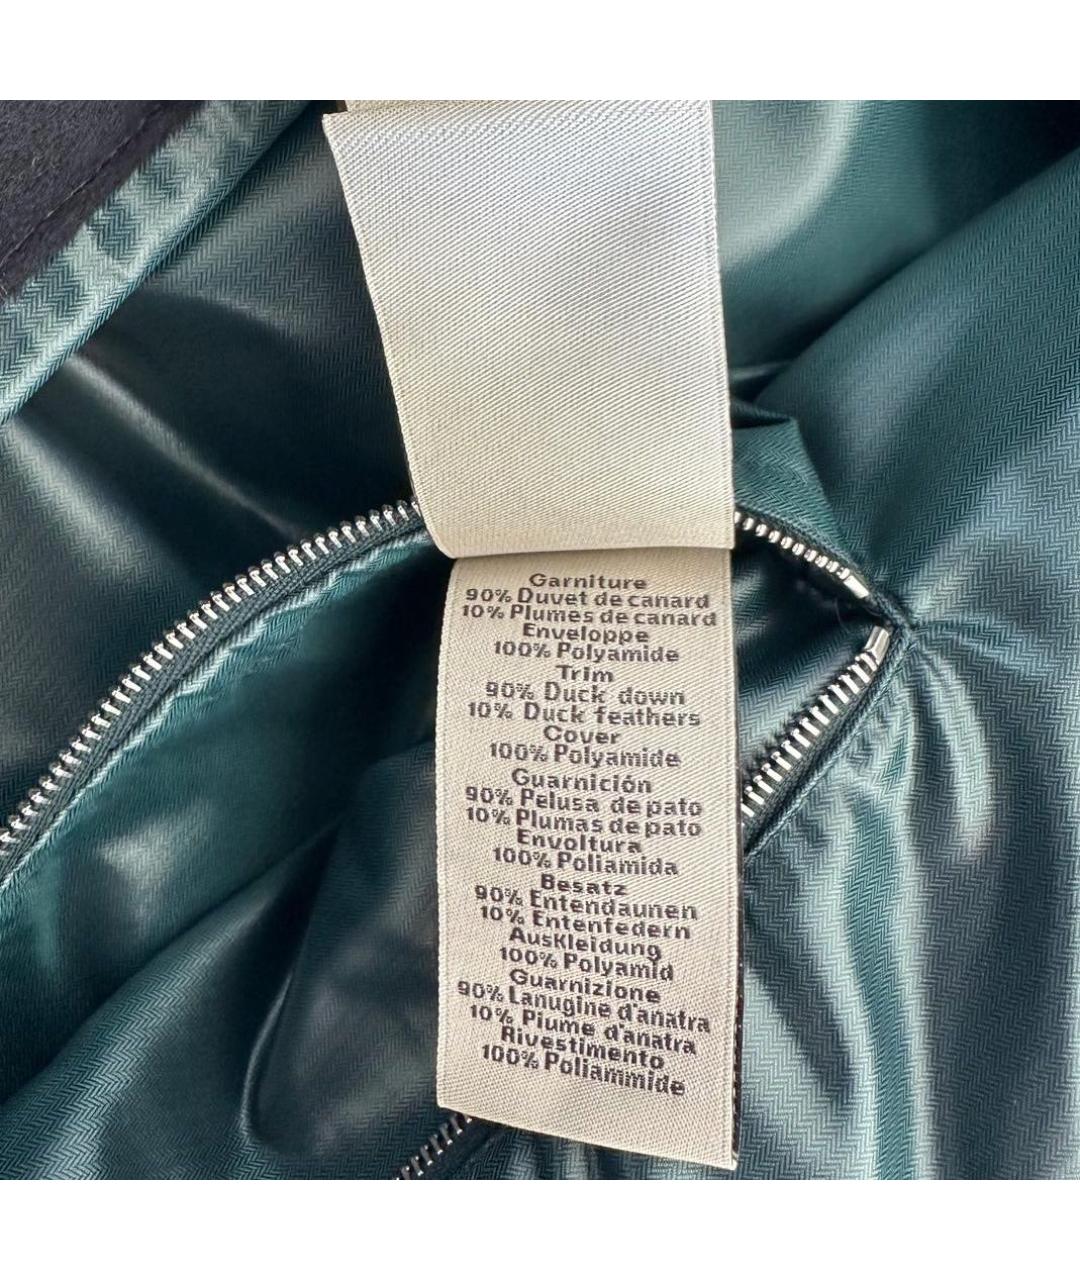 Garniture
90% Duvet de canard
10% Plumes de canard
Enveloppe
100% Polyamide
Trim
90% Duck down
10% Duck feathers
Cover
100% Polyamide
Guarnición
90% Pelusa de pato
10% Plumas de pato
Envoltura
100% Poliamida
Besatz
90% Entendaunen
10% Entenfedern
AusKleidung
100% Polyamid
Guarnizione
90% Lanugine d'anatra
10% Piume d'anatra
Rivestimento
100% Poliammide